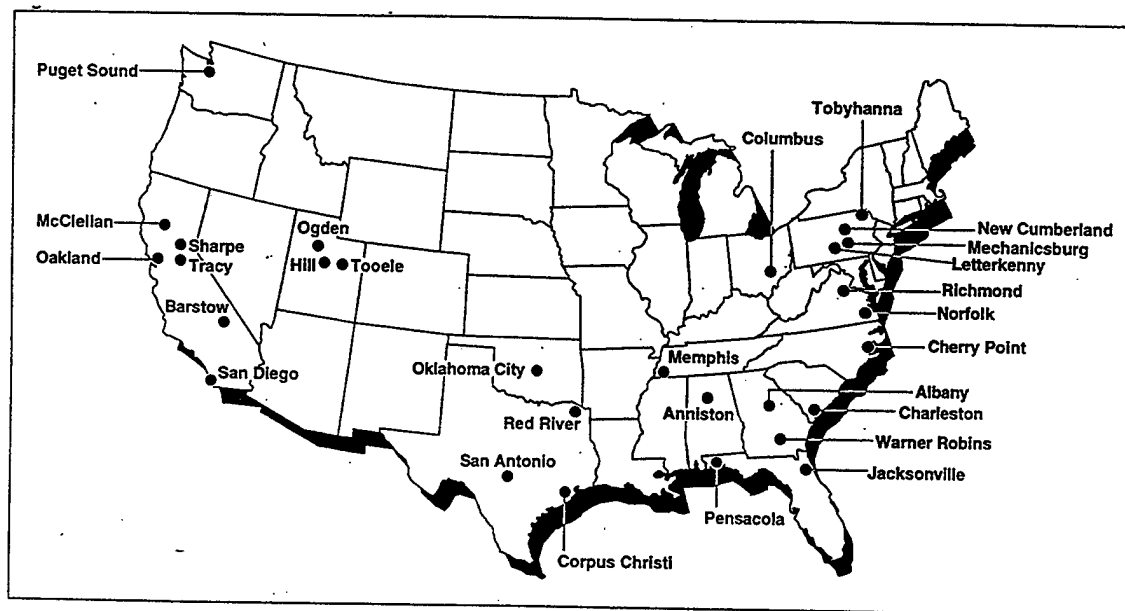 Puget Sound
Tobyhanna
Columbus
McClellan
Ogden
New Cumberland
Sharpe
Mechanicsburg
Oakland
Tracy
Hill
Tooele
Letterkenny
Richmond
Barstow
Norfolk
Cherry Point
Memphis
San Diego
Oklahoma City
Albany
Anniston
Charleston
Red River
Warner Robins
San Antonio
Jacksonville
Pensacola
Corpus Christi